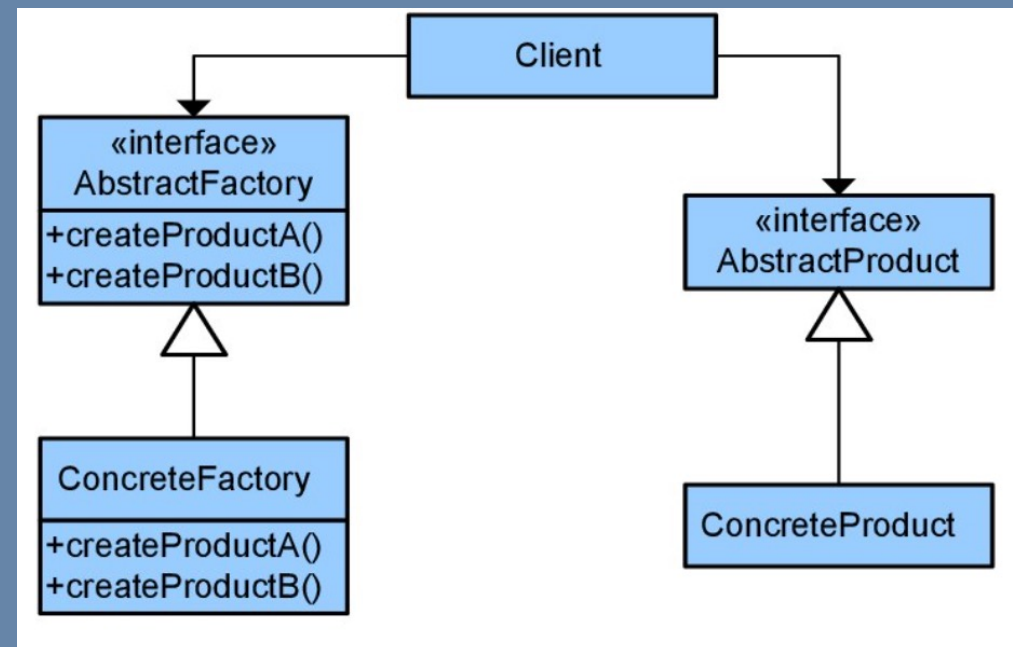 Client
«interface»
AbstractFactory
+createProductA()
+createProductB()
«interface»
AbstractProduct
ConcreteFactory
+createProductA()
+createProductB()
ConcreteProduct